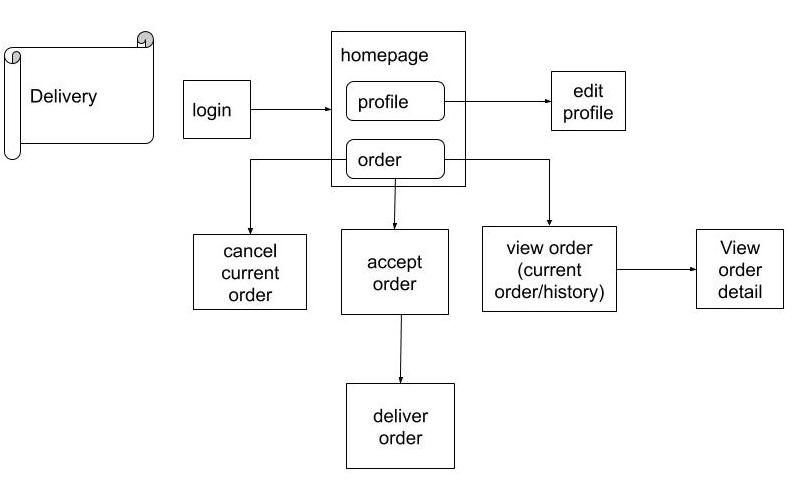 Delivery
login
homepage
profile
order
edit
profile
cancel
current
order
accept
order
view order
(current
order/history)
View
order
detail
deliver
order